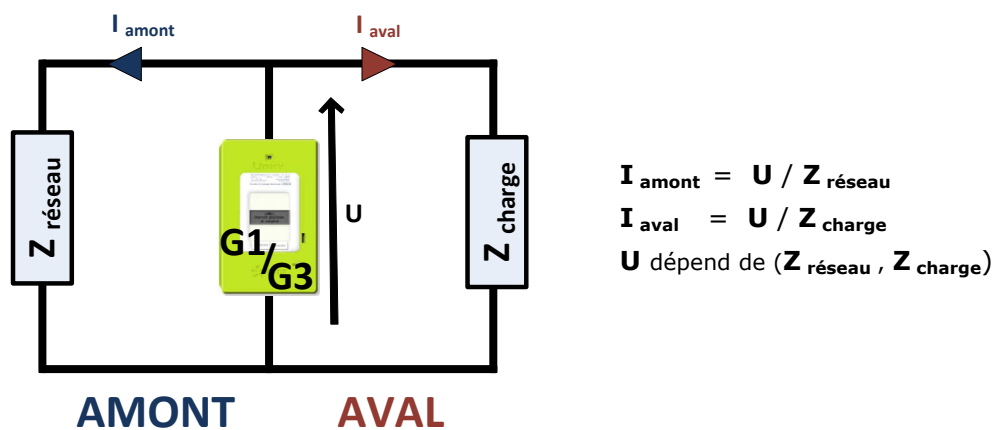 I amont
I aval
Z réseau
U
Z charge
G1/G3
I amont = U / Z réseau
I aval = U / Z charge
U dépend de (Z réseau , Z charge)
AMONT
AVAL